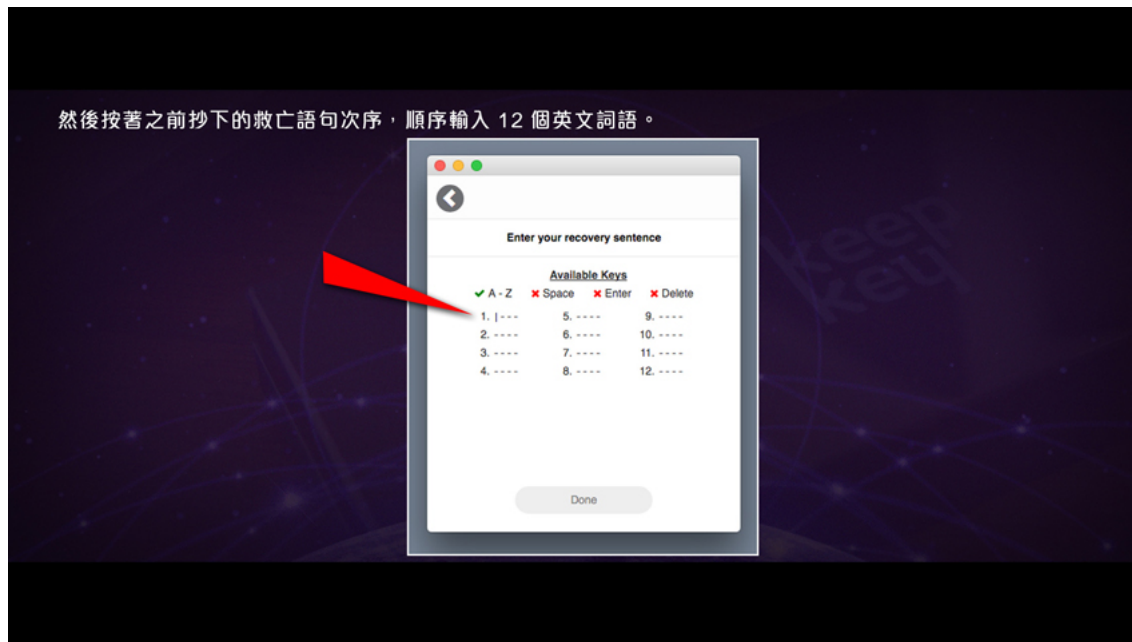 然後按著之前抄下的救亡語句次序，順序輸入 12 個英文詞語。
Enter your recovery sentence
Available Keys
✔ A - Z ✖ Space ✖ Enter ✖ Delete
1. | - - - 5. - - - - 9. - - - -
2. - - - - 6. - - - - 10. - - - -
3. - - - - 7. - - - - 11. - - - -
4. - - - - 8. - - - - 12. - - - -
Done
keep
key